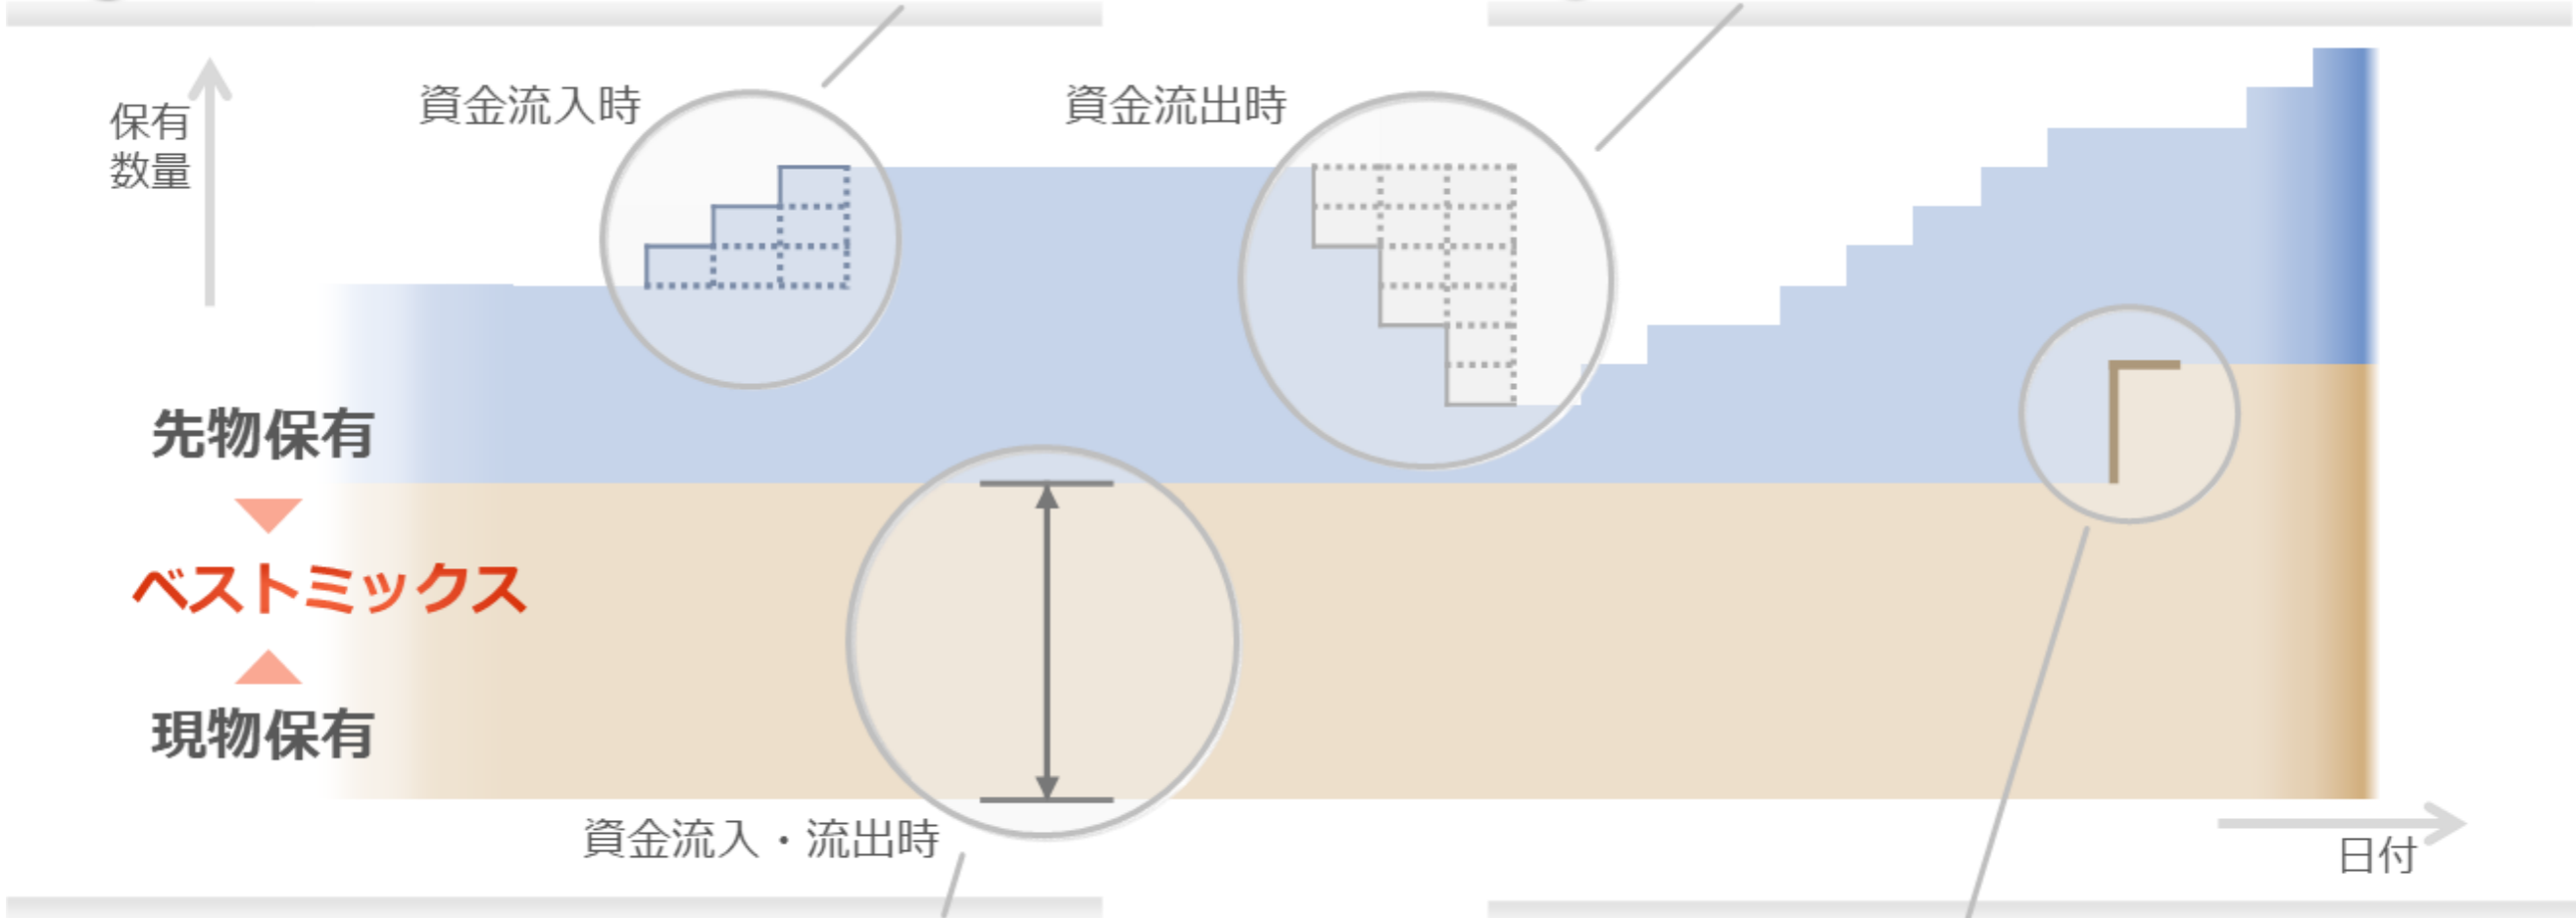 保有
数量
資金流入時
資金流出時
先物保有
ベストミックス
現物保有
資金流入・流出時
日付